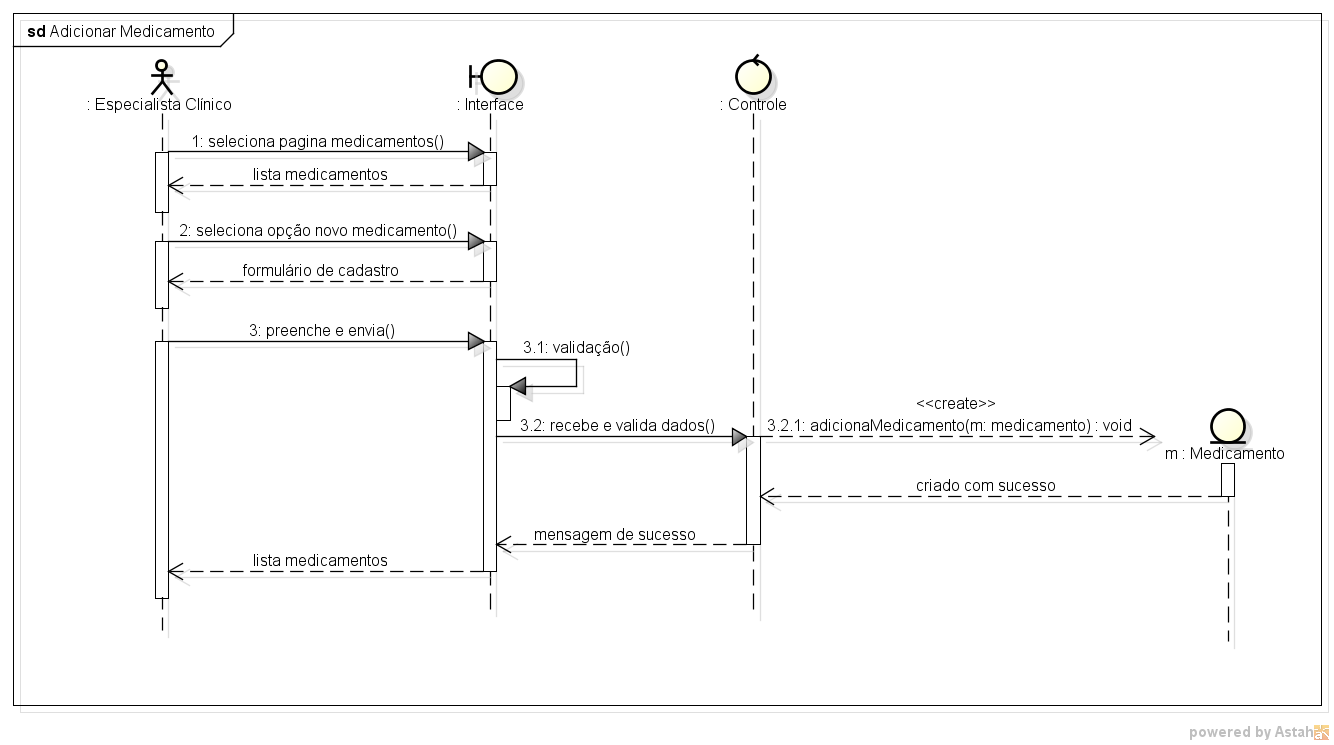 sd Adicionar Medicamento
: Especialista Clínico
: Interface
: Controle
1: seleciona pagina medicamentos()
lista medicamentos
2: seleciona opção novo medicamento()
formulário de cadastro
3: preenche e envia()
3.1: validação()
<<create>>
3.2: recebe e valida dados()
3.2.1: adicionaMedicamento(m: medicamento) : void
m : Medicamento
criado com sucesso
mensagem de sucesso
lista medicamentos
powered by Astah